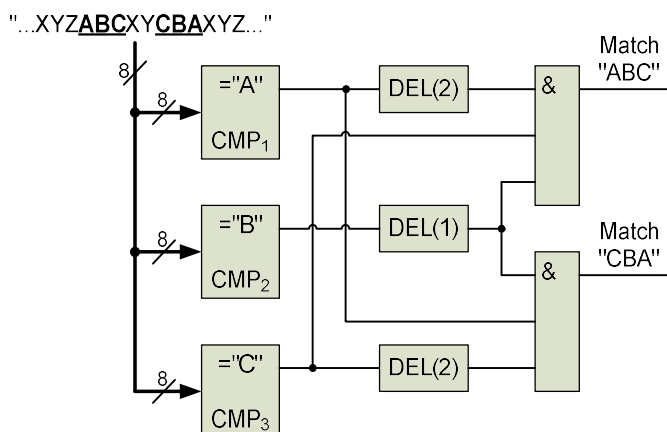 "...XYZABCXYCBAXYZ..."
8
8
="A"
CMP₁
DEL(2)
&
Match
"ABC"
8
="B"
CMP₂
DEL(1)
&
Match
"CBA"
8
="C"
CMP₃
DEL(2)